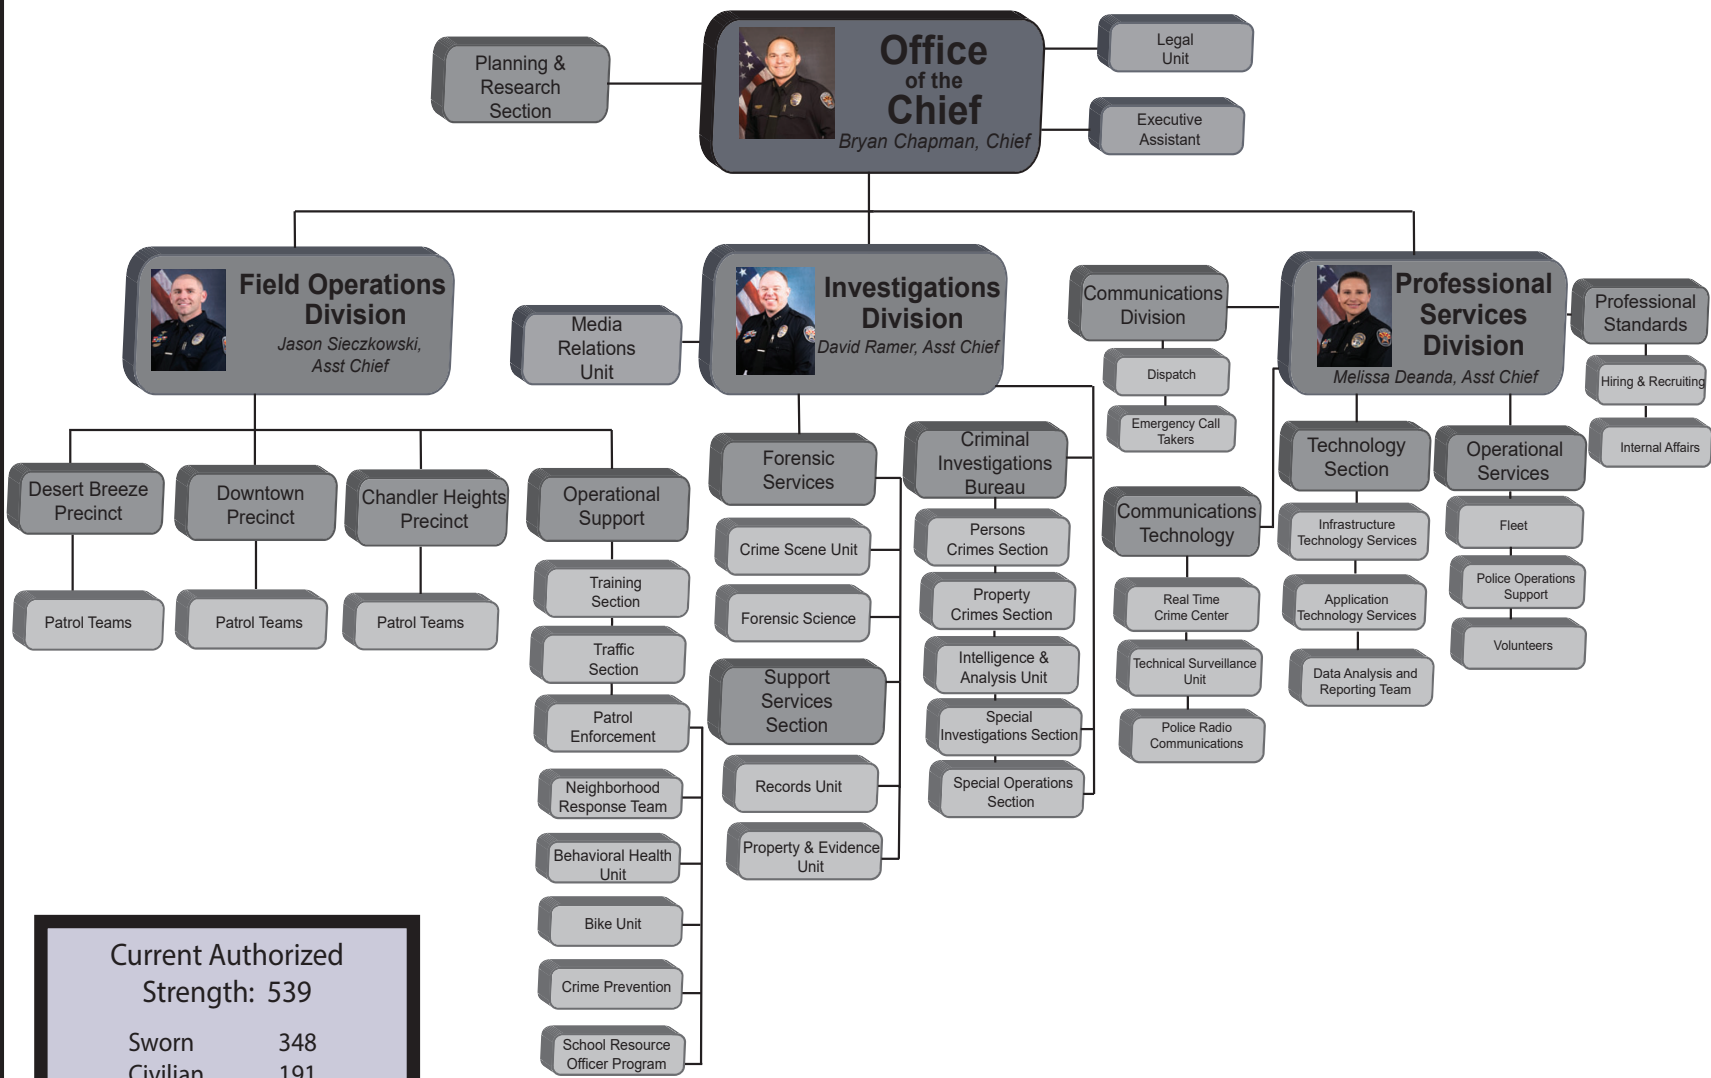 Planning &
Research
Section
Office
of the
Chief
Bryan Chapman, Chief
Legal
Unit
Executive
Assistant
Field Operations
Division
Jason Sieczkowski,
Asst Chief
Media
Relations
Unit
Investigations
Division
David Ramer, Asst Chief
Communications
Division
Dispatch
Emergency Call
Takers
Professional
Services
Division
Melissa Deanda, Asst Chief
Professional
Standards
Hiring & Recruiting
Internal Affairs
Desert Breeze
Precinct
Patrol Teams
Downtown
Precinct
Patrol Teams
Chandler Heights
Precinct
Patrol Teams
Operational
Support
Training
Section
Traffic
Section
Patrol
Enforcement
Neighborhood
Response Team
Behavioral Health
Unit
Bike Unit
Crime Prevention
School Resource
Officer Program
Forensic
Services
Crime Scene Unit
Forensic Science
Support
Services
Section
Records Unit
Property & Evidence
Unit
Criminal
Investigations
Bureau
Persons
Crimes Section
Property
Crimes Section
Intelligence &
Analysis Unit
Special
Investigations Section
Special Operations
Section
Communications
Technology
Real Time
Crime Center
Technical Surveillance
Unit
Police Radio
Communications
Technology
Section
Infrastructure
Technology Services
Application
Technology Services
Data Analysis and
Reporting Team
Operational
Services
Fleet
Police Operations
Support
Volunteers
Current Authorized
Strength: 539
Sworn 348
Civilian 191